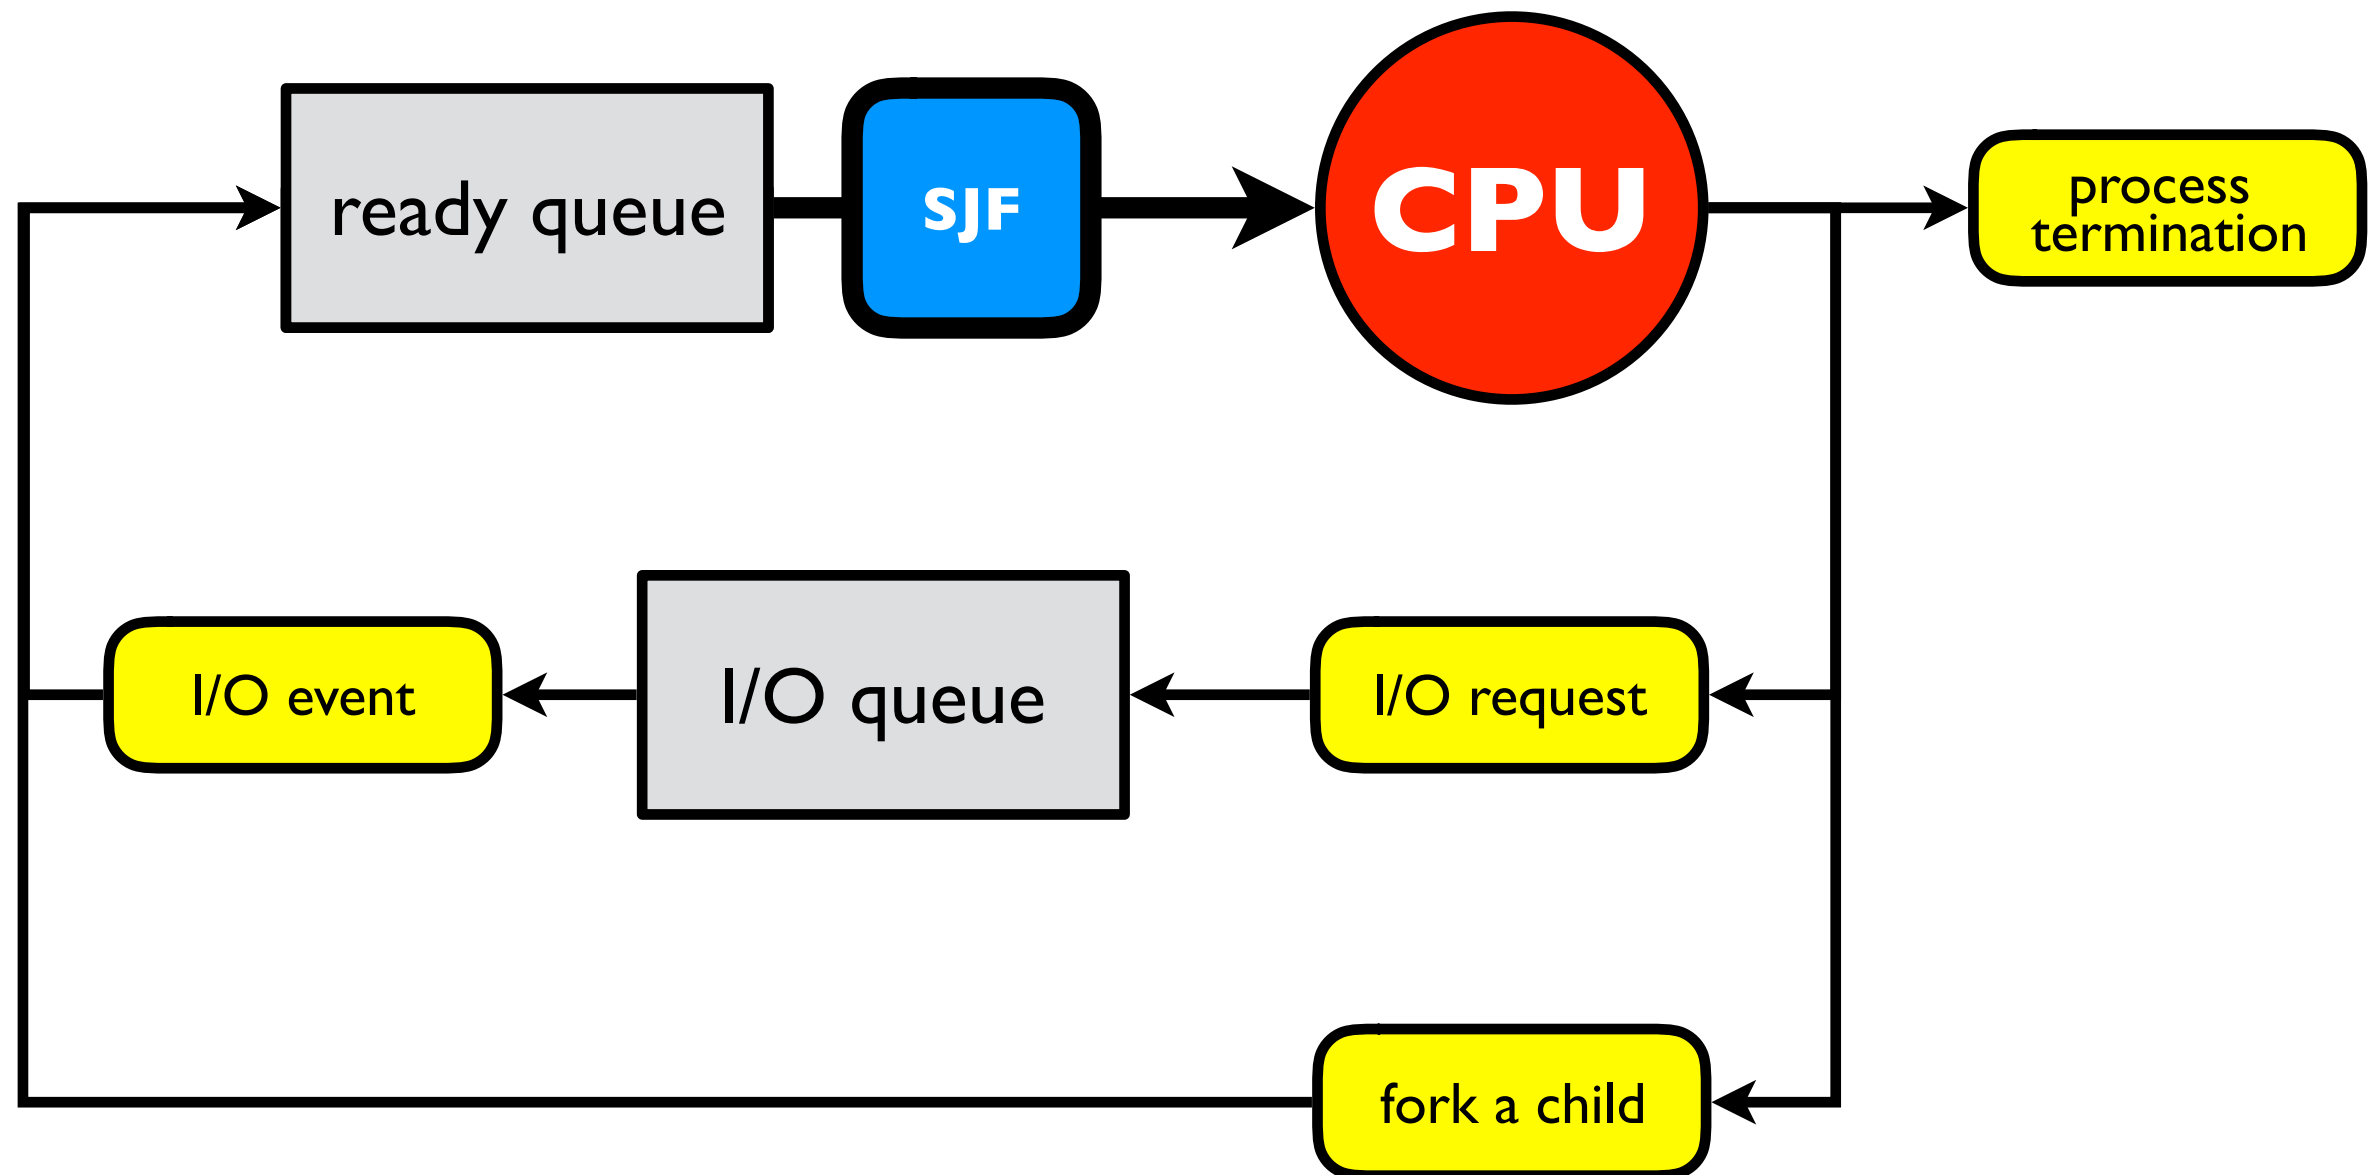 ready queue
SJF
CPU
process
termination
I/O event
I/O queue
I/O request
fork a child